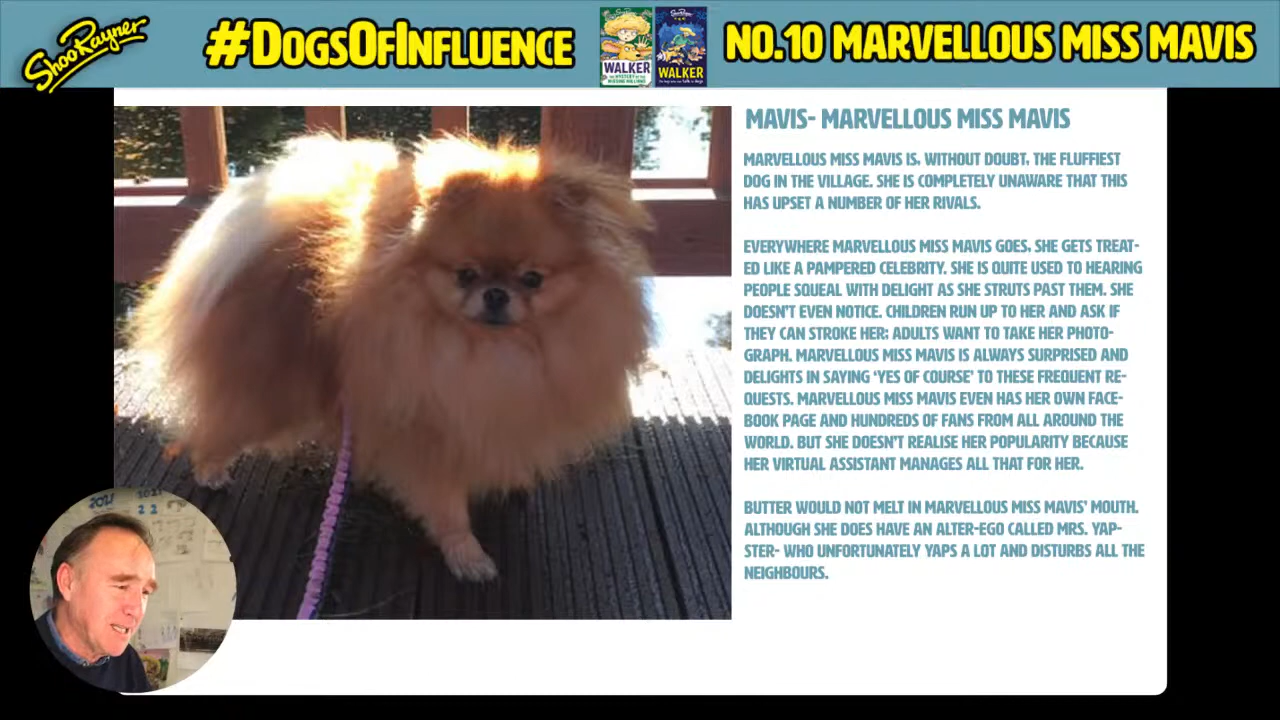 ShooRayner
#DogsOfInfluence
WALKER
WALKER
NO.10 MARVELLOUS MISS MAVIS
MAVIS- MARVELLOUS MISS MAVIS
MARVELLOUS MISS MAVIS IS, WITHOUT DOUBT, THE FLUFFIEST
DOG IN THE VILLAGE. SHE IS COMPLETELY UNAWARE THAT THIS
HAS UPSET A NUMBER OF HER RIVALS.
EVERYWHERE MARVELLOUS MISS MAVIS GOES, SHE GETS TREAT-
ED LIKE A PAMPERED CELEBRITY. SHE IS QUITE USED TO HEARING
PEOPLE SQUEAL WITH DELIGHT AS SHE STRUTS PAST THEM. SHE
DOESN'T EVEN NOTICE. CHILDREN RUN UP TO HER AND ASK IF
THEY CAN STROKE HER; ADULTS WANT TO TAKE HER PHOTO-
GRAPH. MARVELLOUS MISS MAVIS IS ALWAYS SURPRISED AND
DELIGHTS IN SAYING ‘YES OF COURSE’ TO THESE FREQUENT RE-
QUESTS. MARVELLOUS MISS MAVIS EVEN HAS HER OWN FACE-
BOOK PAGE AND HUNDREDS OF FANS FROM ALL AROUND THE
WORLD. BUT SHE DOESN'T REALISE HER POPULARITY BECAUSE
HER VIRTUAL ASSISTANT MANAGES ALL THAT FOR HER.
BUTTER WOULD NOT MELT IN MARVELLOUS MISS MAVIS’ MOUTH.
ALTHOUGH SHE DOES HAVE AN ALTER-EGO CALLED MRS. YAP-
STER- WHO UNFORTUNATELY YAPS A LOT AND DISTURBS ALL THE
NEIGHBOURS.
2021